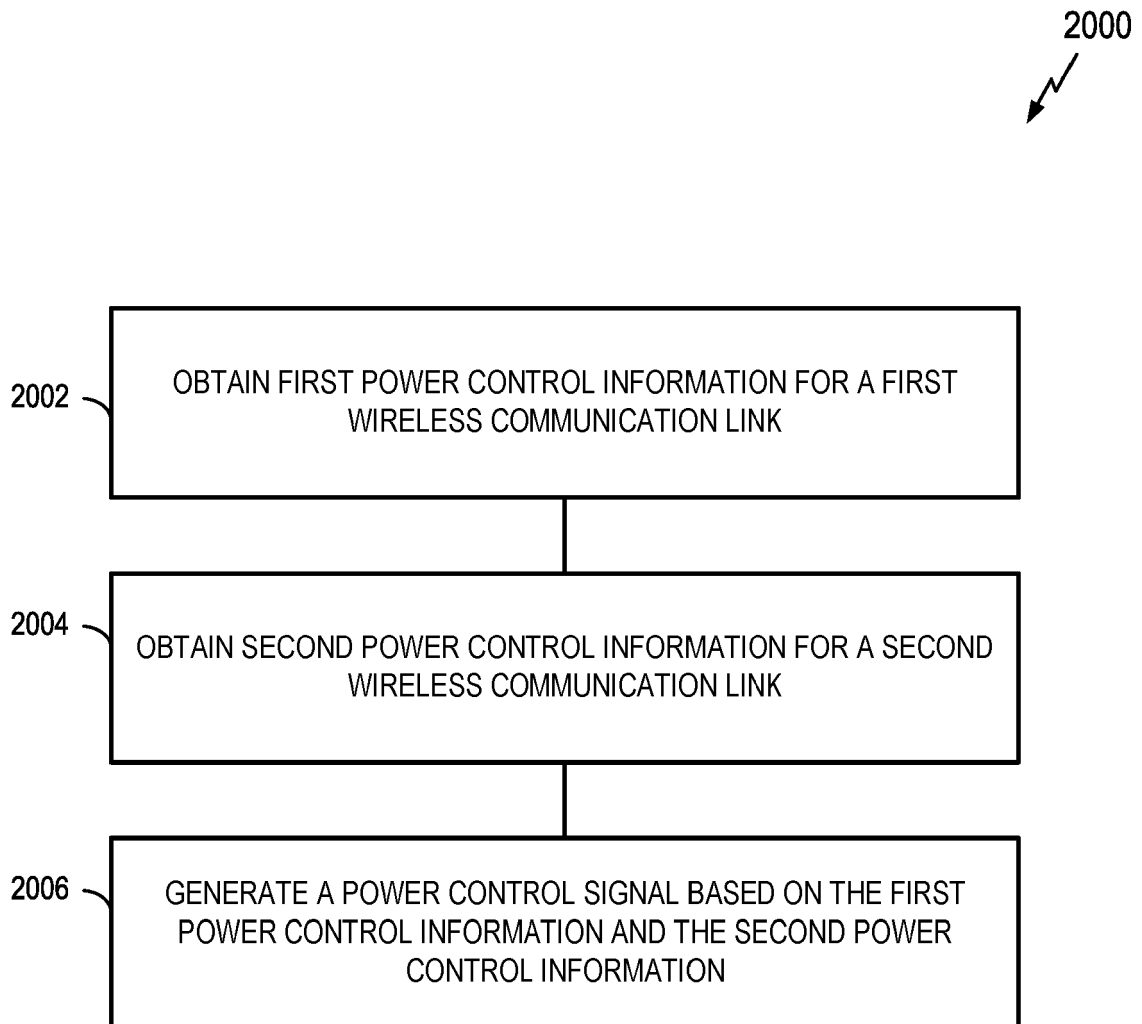 2000
2002
OBTAIN FIRST POWER CONTROL INFORMATION FOR A FIRST
WIRELESS COMMUNICATION LINK
2004
OBTAIN SECOND POWER CONTROL INFORMATION FOR A SECOND
WIRELESS COMMUNICATION LINK
2006
GENERATE A POWER CONTROL SIGNAL BASED ON THE FIRST
POWER CONTROL INFORMATION AND THE SECOND POWER
CONTROL INFORMATION